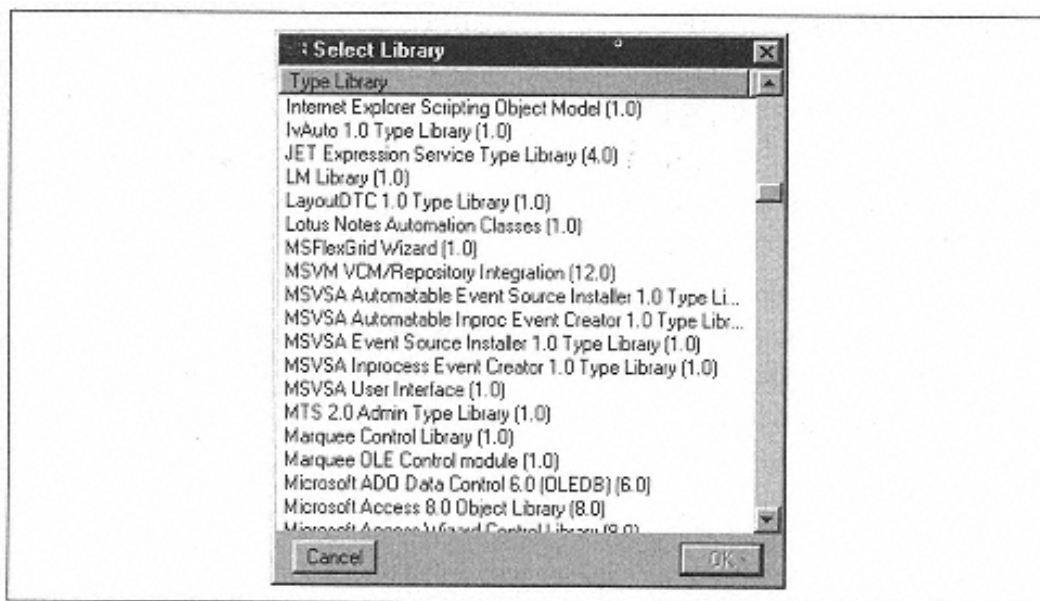 Select Library
Type Library
Internet Explorer Scripting Object Model (1.0)
IvAuto 1.0 Type Library (1.0)
JET Expression Service Type Library (4.0)
LM Library (1.0)
LayoutDTC 1.0 Type Library (1.0)
Lotus Notes Automation Classes (1.0)
MSFlexGrid Wizard (1.0)
MSVM VCM/Repository Integration (12.0)
MSVSA Automatable Event Source Installer 1.0 Type Li...
MSVSA Automatable Inproc Event Creator 1.0 Type Libr...
MSVSA Event Source Installer 1.0 Type Library (1.0)
MSVSA Inprocess Event Creator 1.0 Type Library (1.0)
MSVSA User Interface (1.0)
MTS 2.0 Admin Type Library (1.0)
Marquee Control Library (1.0)
Marquee OLE Control module (1.0)
Microsoft ADO Data Control 6.0 (OLEDB) (6.0)
Microsoft Access 8.0 Object Library (8.0)
Microsoft Access Wizard Control Library (8.0)
Cancel
OK